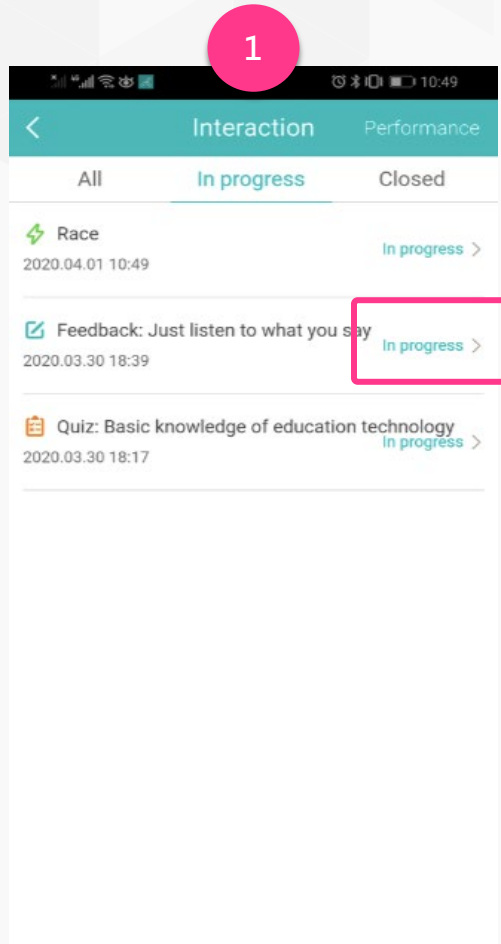 1
10:49
Interaction Performance
All In progress Closed
Race
In progress >
2020.04.01 10:49
Feedback: Just listen to what you say
In progress >
2020.03.30 18:39
Quiz: Basic knowledge of education technology
In progress >
2020.03.30 18:17